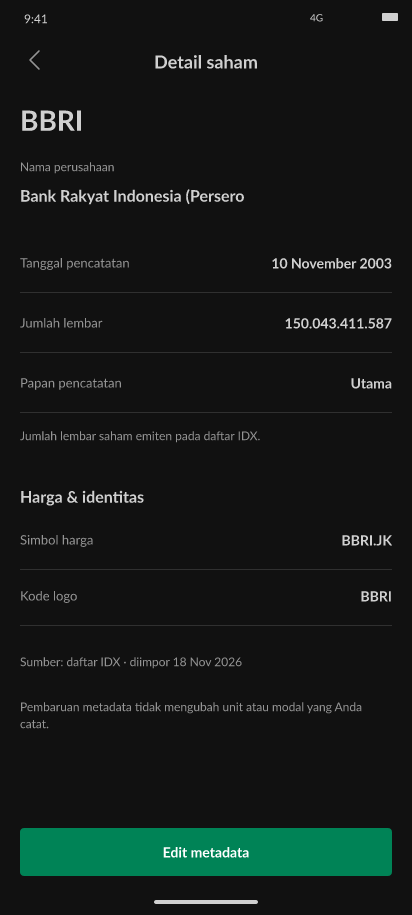 9:41
4G
Detail saham
BBRI
Nama perusahaan
Bank Rakyat Indonesia (Persero
Tanggal pencatatan
10 November 2003
Jumlah lembar
150.043.411.587
Papan pencatatan
Utama
Jumlah lembar saham emiten pada daftar IDX.
Harga & identitas
Simbol harga
BBRI.JK
Kode logo
BBRI
Sumber: daftar IDX · diimpor 18 Nov 2026
Pembaruan metadata tidak mengubah unit atau modal yang Anda
catat.
Edit metadata